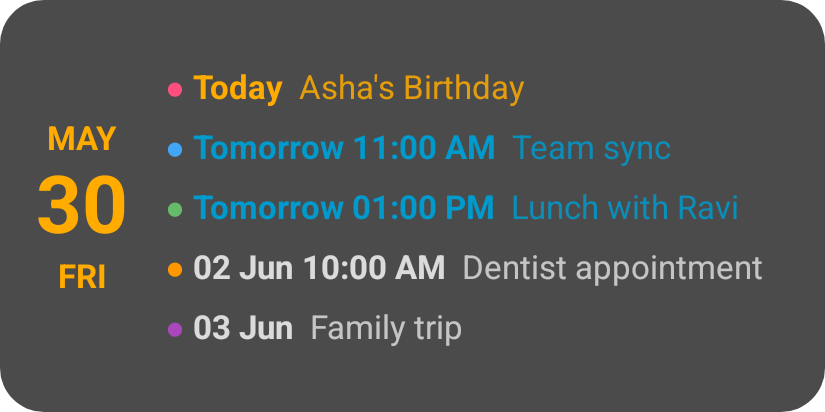 MAY
30
FRI
Today Asha's Birthday
Tomorrow 11:00 AM Team sync
Tomorrow 01:00 PM Lunch with Ravi
02 Jun 10:00 AM Dentist appointment
03 Jun Family trip